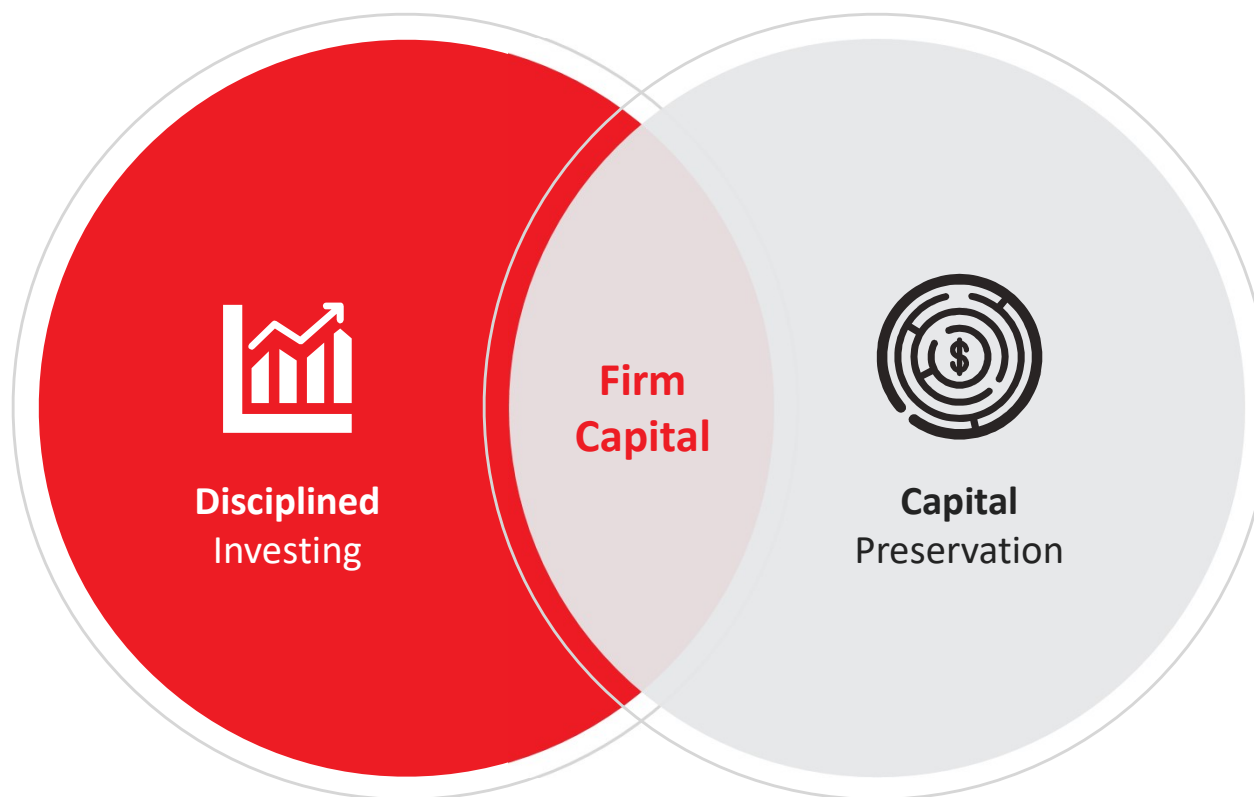 Disciplined
Investing
Firm
Capital
$
Capital
Preservation